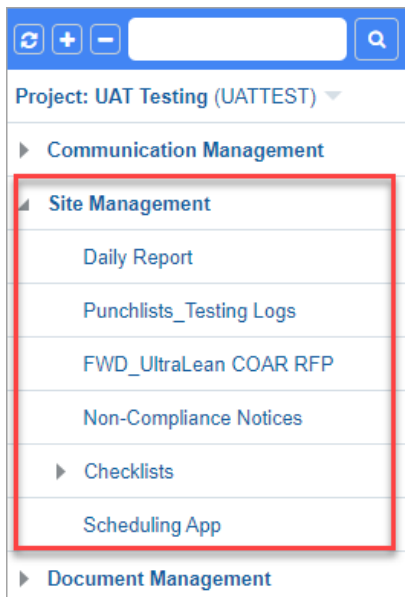 Project: UAT Testing (UATTEST)
Communication Management
Site Management
Daily Report
Punchlists_Testing Logs
FWD_UltraLean COAR RFP
Non-Compliance Notices
Checklists
Scheduling App
Document Management